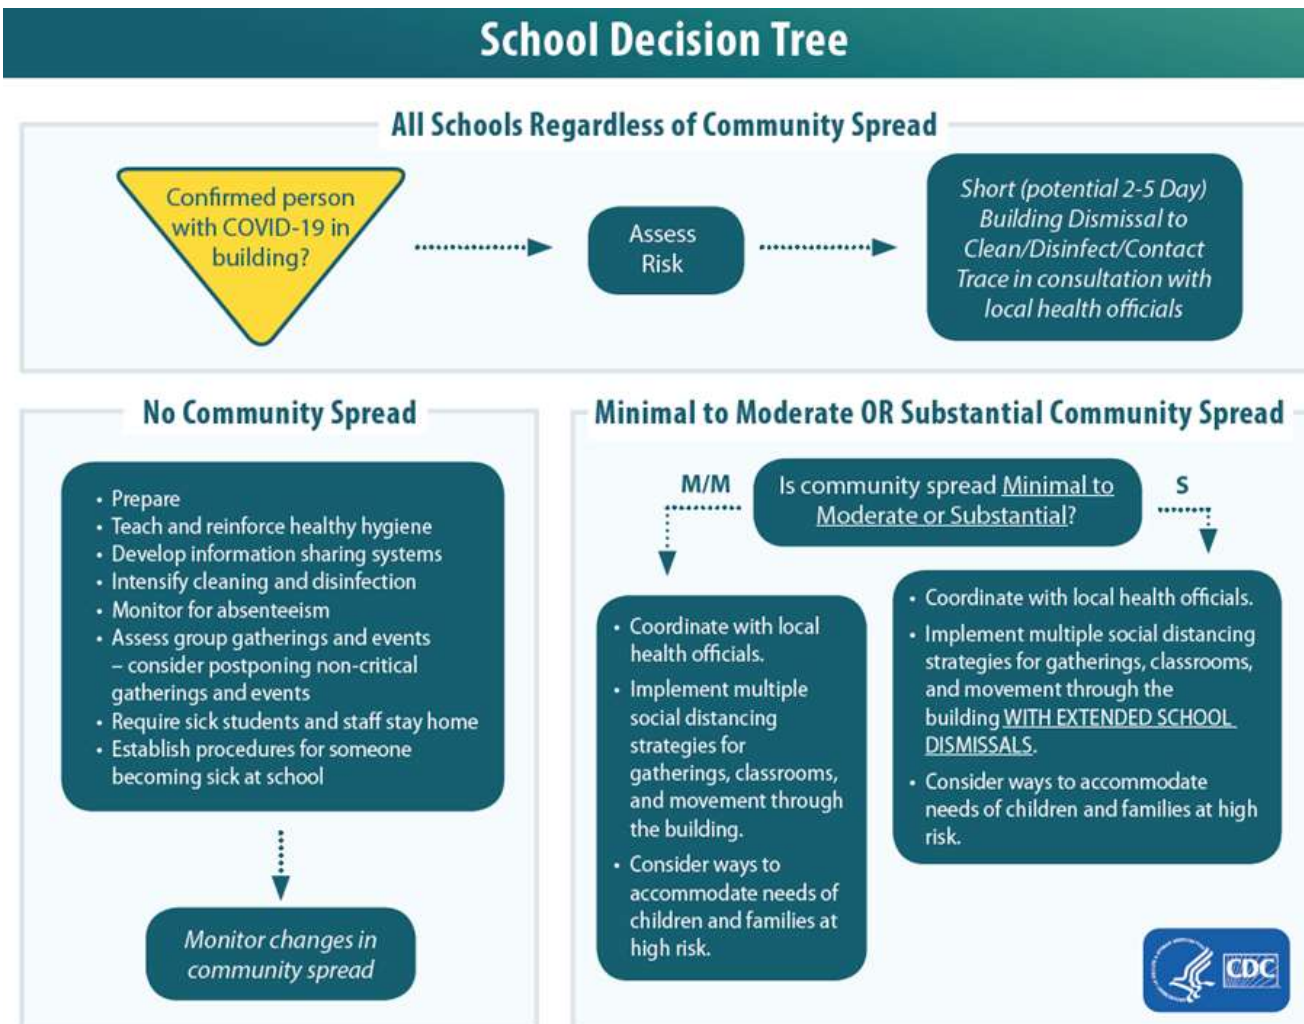 School Decision Tree
All Schools Regardless of Community Spread
Confirmed person
with COVID-19 in
building?
Assess
Risk
Short (potential 2-5 Day)
Building Dismissal to
Clean/Disinfect/Contact
Trace in consultation with
local health officials
No Community Spread
• Prepare
• Teach and reinforce healthy hygiene
• Develop information sharing systems
• Intensify cleaning and disinfection
• Monitor for absenteeism
• Assess group gatherings and events
– consider postponing non-critical
gatherings and events
• Require sick students and staff stay home
• Establish procedures for someone
becoming sick at school
Monitor changes in
community spread
Minimal to Moderate OR Substantial Community Spread
M/M
Is community spread Minimal to
Moderate or Substantial?
S
• Coordinate with local
health officials.
• Implement multiple
social distancing
strategies for
gatherings, classrooms,
and movement through
the building.
• Consider ways to
accommodate needs of
children and families at
high risk.
• Coordinate with local health officials.
• Implement multiple social distancing
strategies for gatherings, classrooms,
and movement through the
building WITH EXTENDED SCHOOL
DISMISSALS.
• Consider ways to accommodate
needs of children and families at high
risk.
CDC